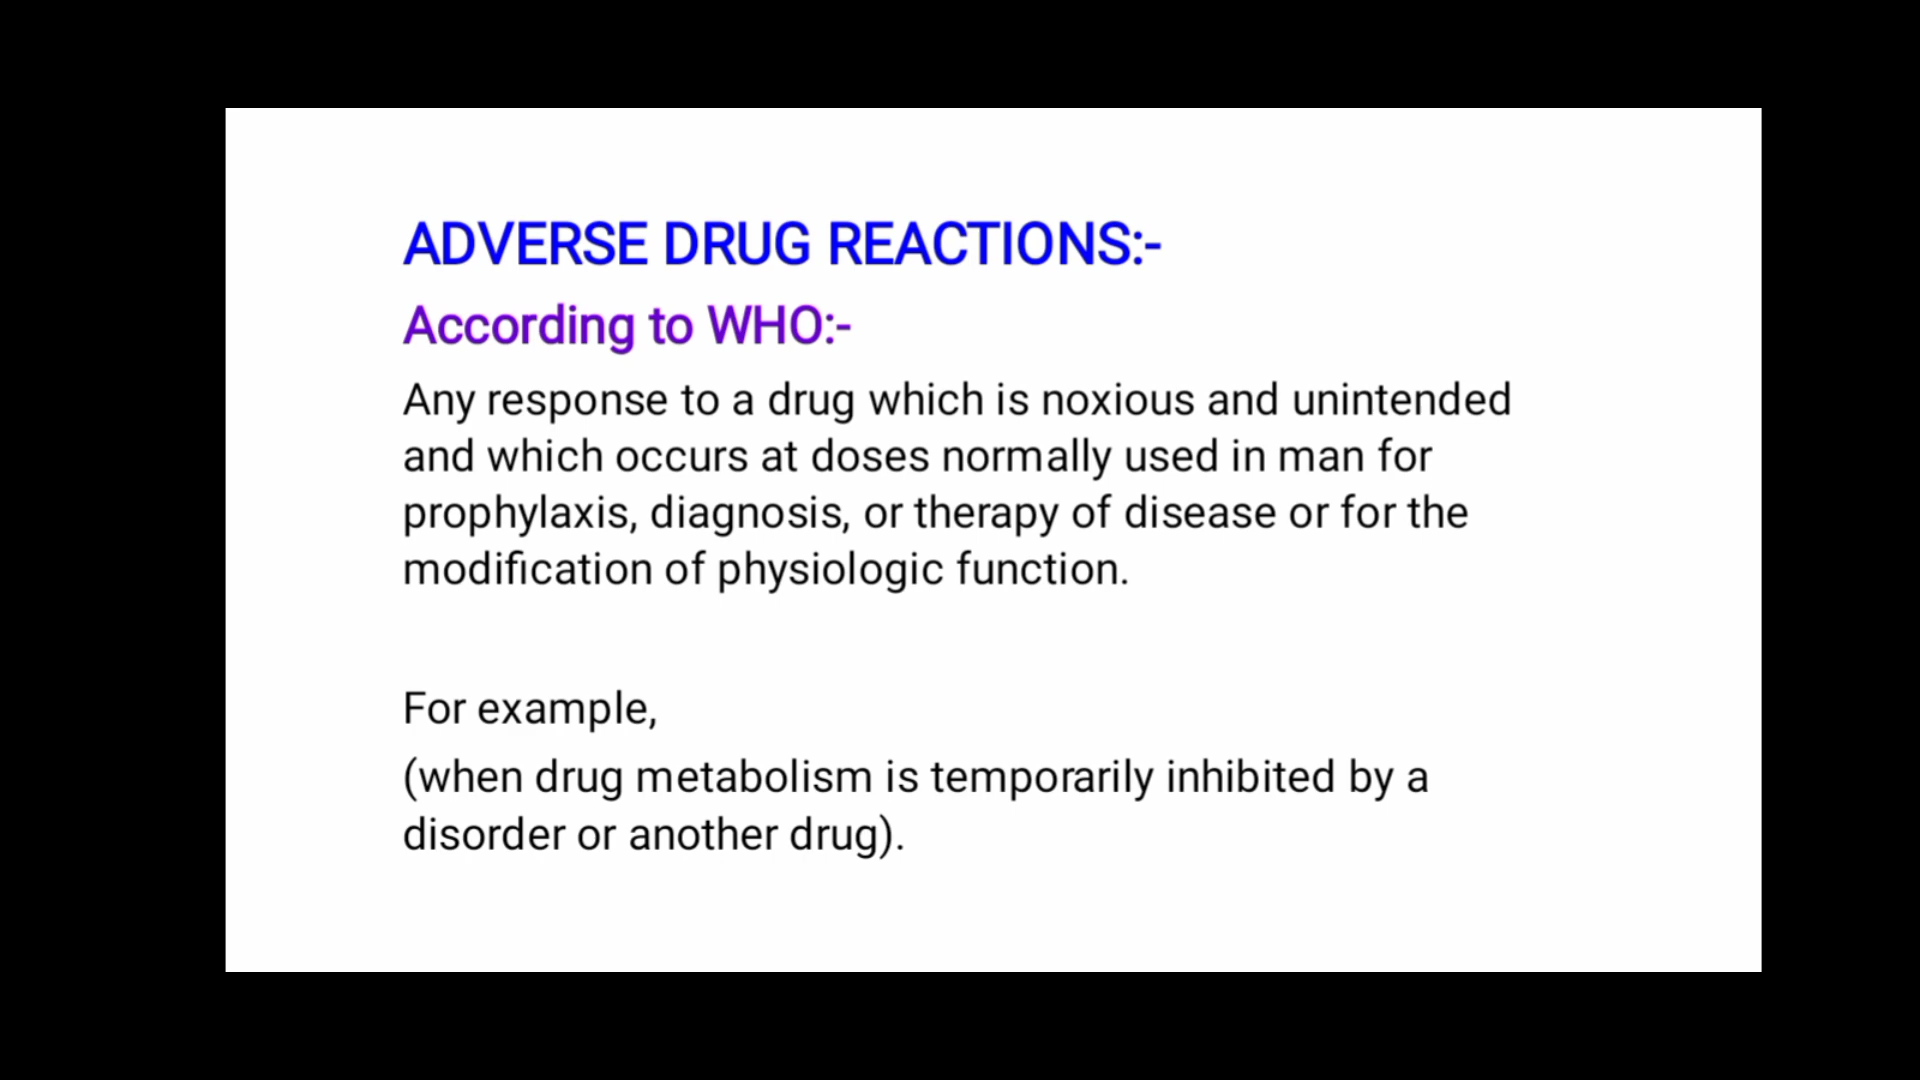 ADVERSE DRUG REACTIONS:-
According to WHO:-
Any response to a drug which is noxious and unintended
and which occurs at doses normally used in man for
prophylaxis, diagnosis, or therapy of disease or for the
modification of physiologic function.
For example,
(when drug metabolism is temporarily inhibited by a
disorder or another drug).